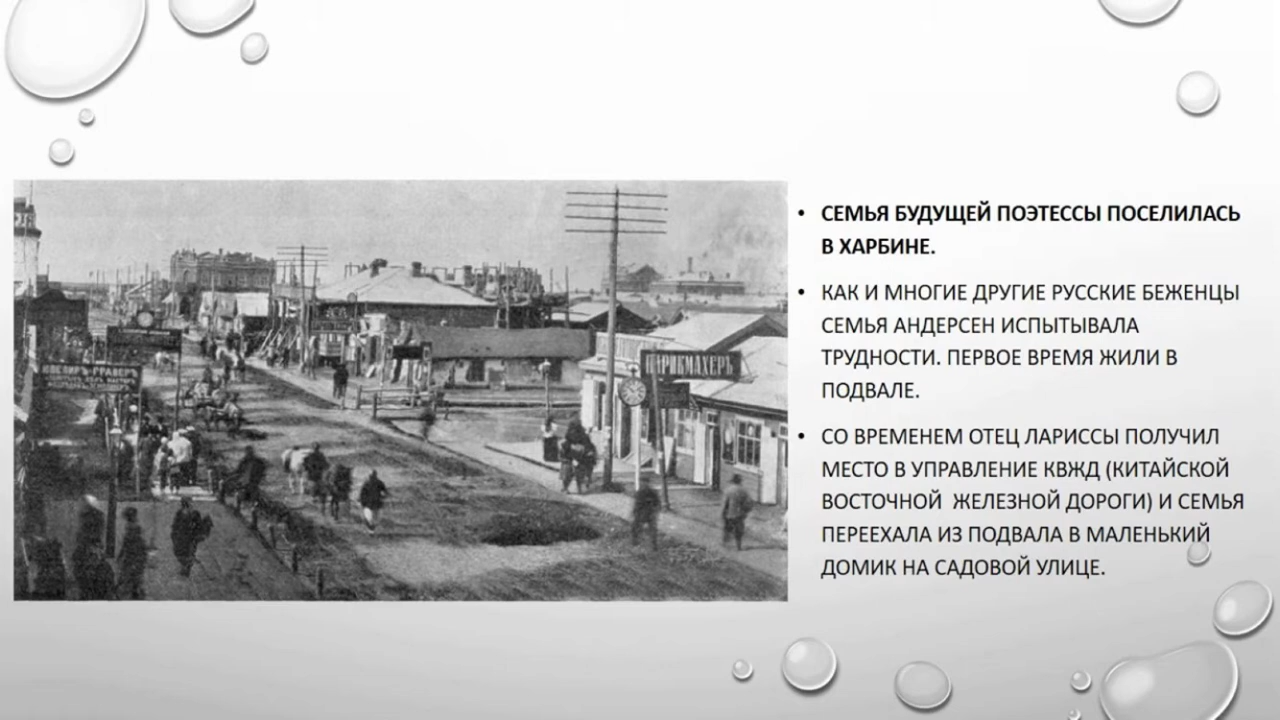 ЮВЕЛИРЪ-ГРАВЕРЪ
ПАРИКМАХЕРЪ
• СЕМЬЯ БУДУЩЕЙ ПОЭТЕССЫ ПОСЕЛИЛАСЬ
В ХАРБИНЕ.
• КАК И МНОГИЕ ДРУГИЕ РУССКИЕ БЕЖЕНЦЫ
СЕМЬЯ АНДЕРСЕН ИСПЫТЫВАЛА
ТРУДНОСТИ. ПЕРВОЕ ВРЕМЯ ЖИЛИ В
ПОДВАЛЕ.
• СО ВРЕМЕНЕМ ОТЕЦ ЛАРИССЫ ПОЛУЧИЛ
МЕСТО В УПРАВЛЕНИЕ КВЖД (КИТАЙСКОЙ
ВОСТОЧНОЙ ЖЕЛЕЗНОЙ ДОРОГИ) И СЕМЬЯ
ПЕРЕЕХАЛА ИЗ ПОДВАЛА В МАЛЕНЬКИЙ
ДОМИК НА САДОВОЙ УЛИЦЕ.